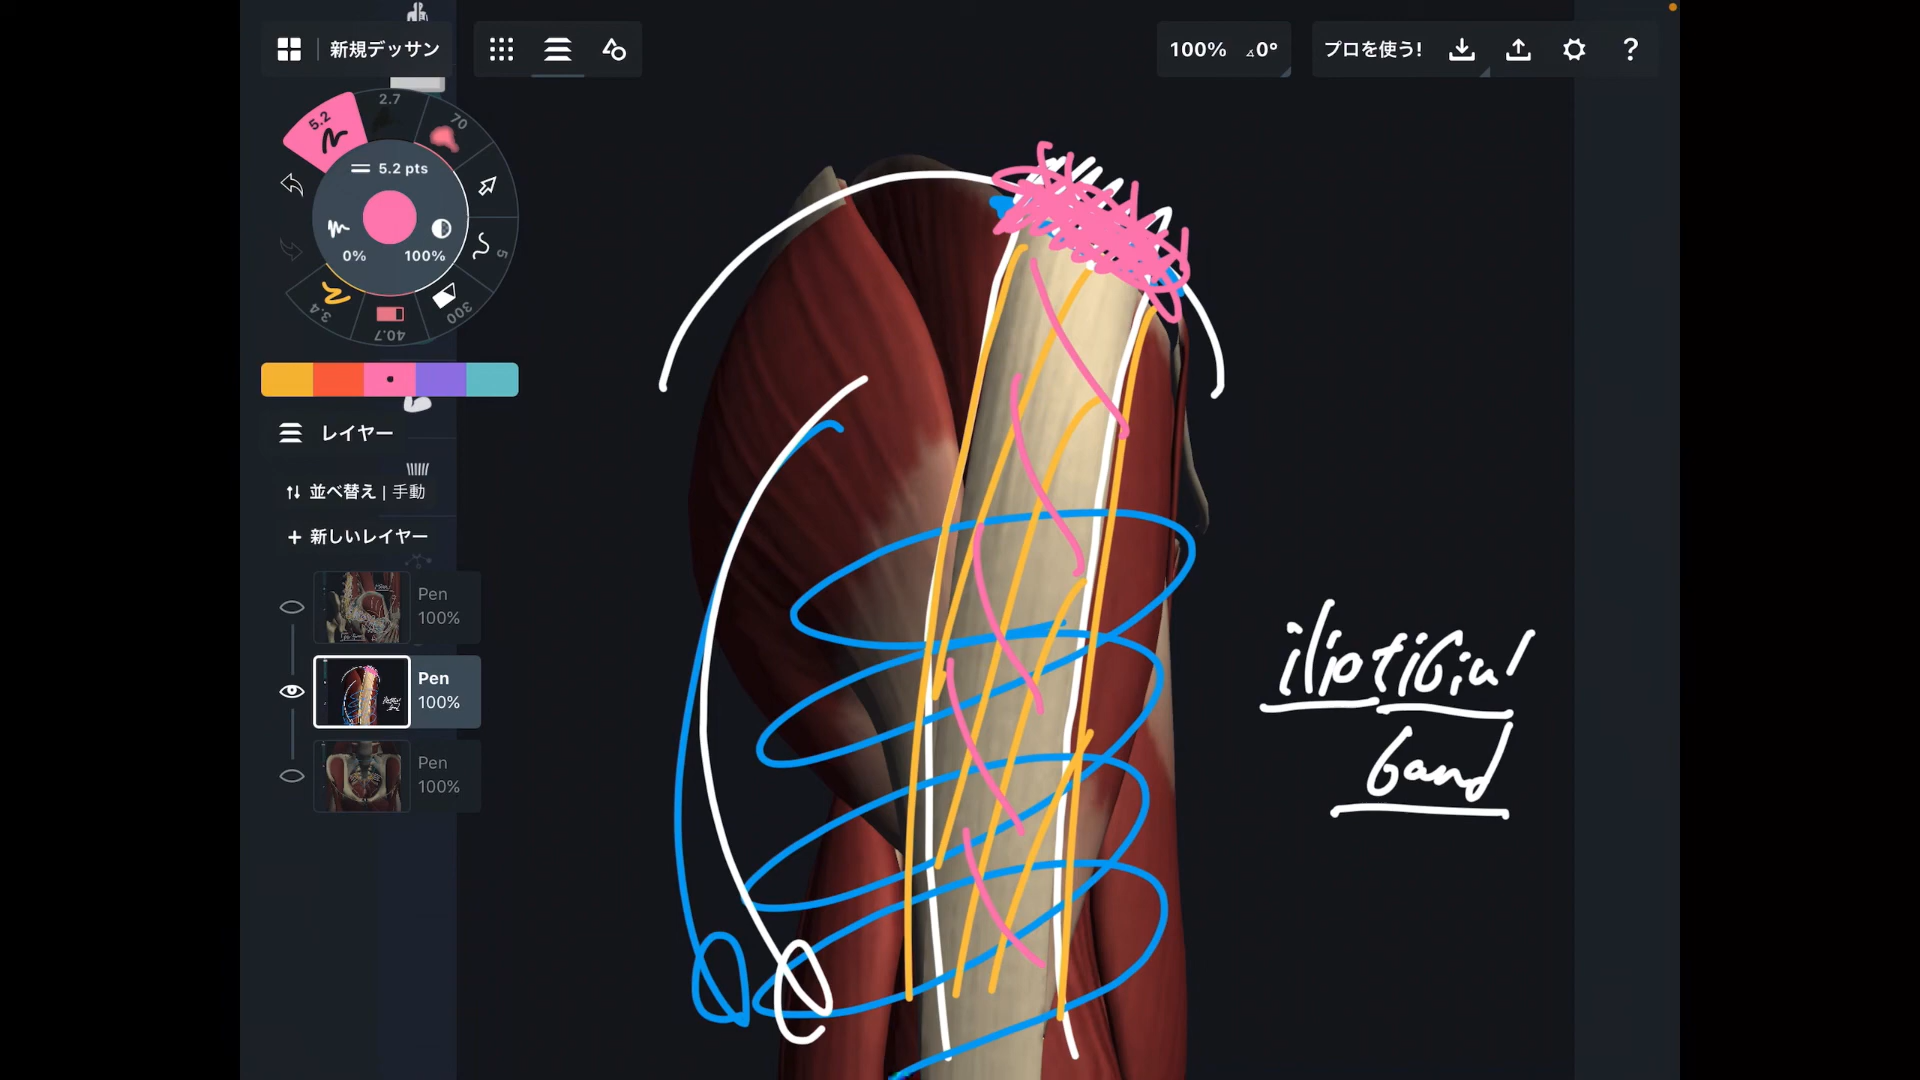 新規デッサン
100% ⊿0°
プロを使う! ?
2.7
5.2
70
5.2 pts
0% 100%
5
3.4
40.7
300
レイヤー
並べ替え | 手動
+ 新しいレイヤー
Pen
100%
Pen
100%
Pen
100%
iliptibial
band